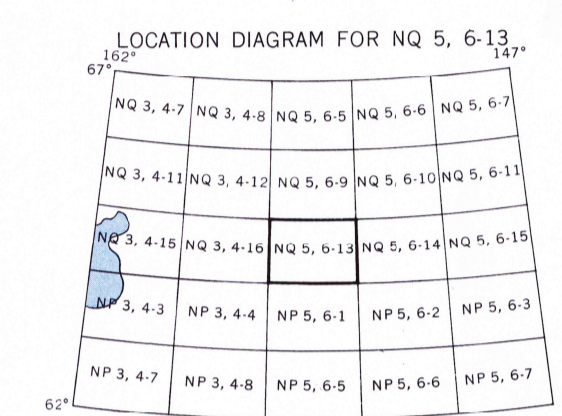 LOCATION DIAGRAM FOR NQ 5, 6-13
162° 147°
67°
NQ 3, 4-7 NQ 3, 4-8 NQ 5, 6-5 NQ 5, 6-6 NQ 5, 6-7
NQ 3, 4-11 NQ 3, 4-12 NQ 5, 6-9 NQ 5, 6-10 NQ 5, 6-11
NQ 3, 4-15 NQ 3, 4-16 NQ 5, 6-13 NQ 5, 6-14 NQ 5, 6-15
NP 3, 4-3 NP 3, 4-4 NP 5, 6-1 NP 5, 6-2 NP 5, 6-3
NP 3, 4-7 NP 3, 4-8 NP 5, 6-5 NP 5, 6-6 NP 5, 6-7
62°